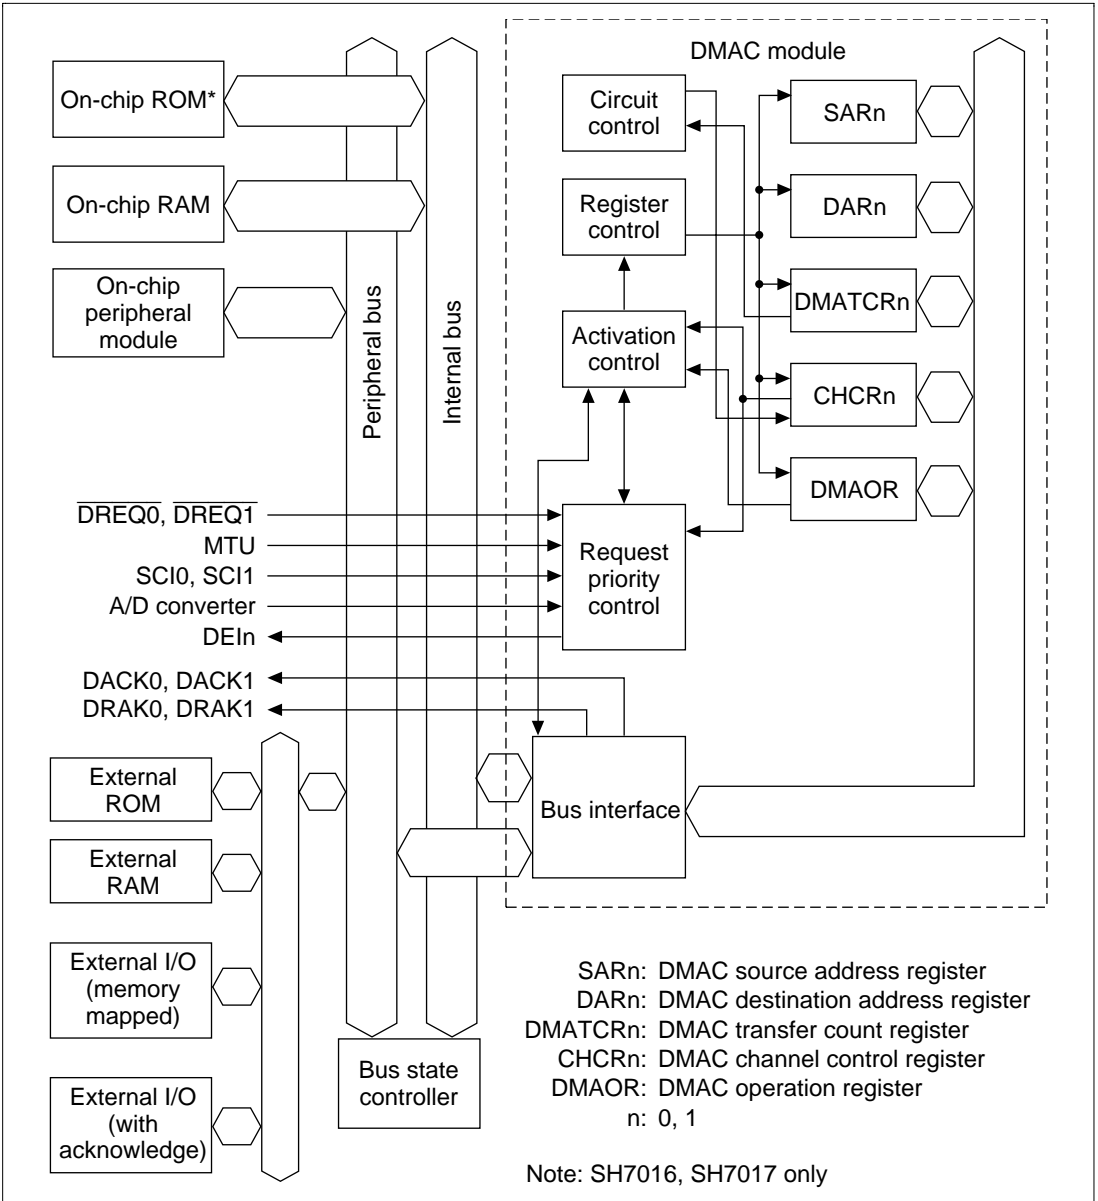 DMAC module
On-chip ROM*
On-chip RAM
On-chip
peripheral
module
Peripheral bus
Internal bus
Circuit
control
Register
control
Activation
control
Request
priority
control
SARn
DARn
DMATCRn
CHCRn
DMAOR
DREQ0, DREQ1
MTU
SCI0, SCI1
A/D converter
DEIn
DACK0, DACK1
DRAK0, DRAK1
External
ROM
External
RAM
External I/O
(memory
mapped)
External I/O
(with
acknowledge)
Bus interface
Bus state
controller
SARn: DMAC source address register
DARn: DMAC destination address register
DMATCRn: DMAC transfer count register
CHCRn: DMAC channel control register
DMAOR: DMAC operation register
n: 0, 1
Note: SH7016, SH7017 only